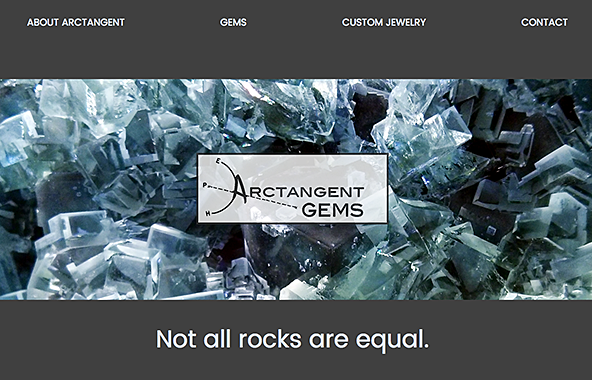 ABOUT ARCTANGENT GEMS CUSTOM JEWELRY CONTACT
E
P
H
ARCTANGENT
GEMS
Not all rocks are equal.